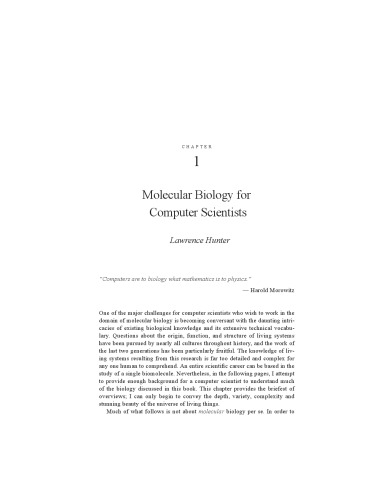 CHAPTER
1
Molecular Biology for
Computer Scientists
Lawrence Hunter
"Computers are to biology what mathematics is to physics."
— Harold Morowitz
One of the major challenges for computer scientists who wish to work in the
domain of molecular biology is becoming conversant with the daunting intri-
cacies of existing biological knowledge and its extensive technical vocabu-
lary. Questions about the origin, function, and structure of living systems
have been pursued by nearly all cultures throughout history, and the work of
the last two generations has been particularly fruitful. The knowledge of liv-
ing systems resulting from this research is far too detailed and complex for
any one human to comprehend. An entire scientific career can be based in the
study of a single biomolecule. Nevertheless, in the following pages, I attempt
to provide enough background for a computer scientist to understand much
of the biology discussed in this book. This chapter provides the briefest of
overviews; I can only begin to convey the depth, variety, complexity and
stunning beauty of the universe of living things.
Much of what follows is not about molecular biology per se. In order to